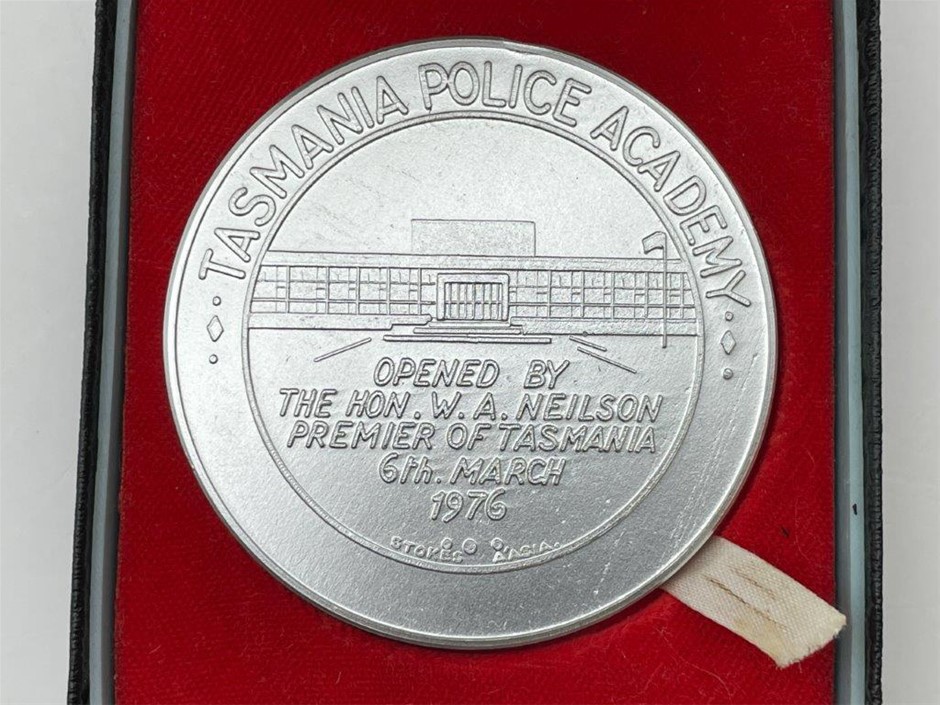 TASMANIA POLICE ACADEMY
OPENED BY
THE HON. W. A. NEILSON
PREMIER OF TASMANIA
6th. MARCH
1976
STOKES A'ASIA.